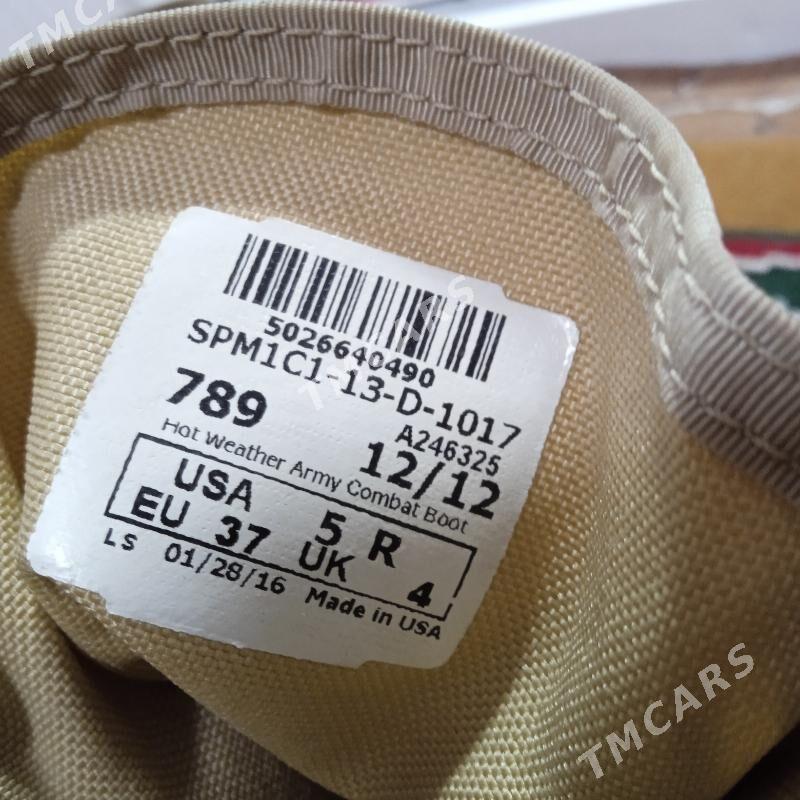 TMCARS
5026640490
SPM1C1-13-D-1017
789 A246325
Hot Weather Army Combat Boot 12/12
USA 5 R
EU 37 UK 4
LS 01/28/16 Made in USA
TMCARS
TMCARS